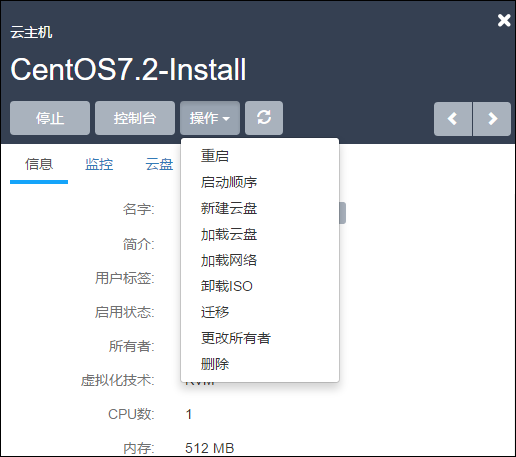 云主机
CentOS7.2-Install
停止 控制台 操作
信息 监控 云盘
重启
启动顺序
新建云盘
加载云盘
加载网络
卸载ISO
迁移
更改所有者
删除
名字:
简介:
用户标签:
启用状态:
所有者:
虚拟化技术: KVM
CPU数: 1
内存: 512 MB